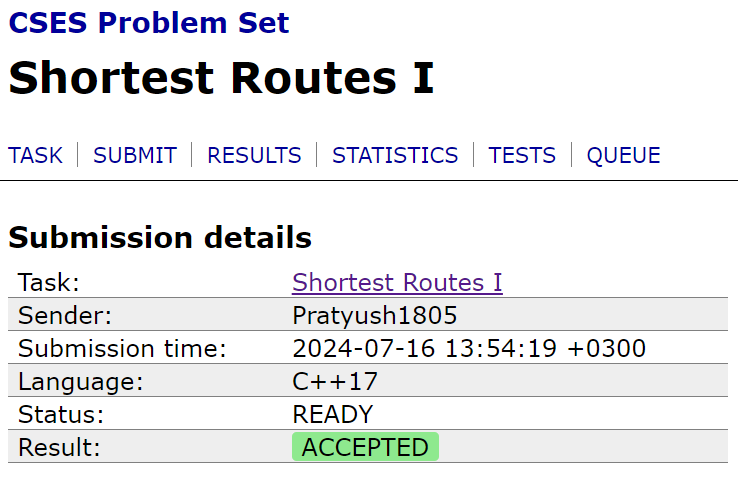 CSES Problem Set
Shortest Routes I
TASK SUBMIT RESULTS STATISTICS TESTS QUEUE
Submission details
Task: Shortest Routes I
Sender: Pratyush1805
Submission time: 2024-07-16 13:54:19 +0300
Language: C++17
Status: READY
Result: ACCEPTED